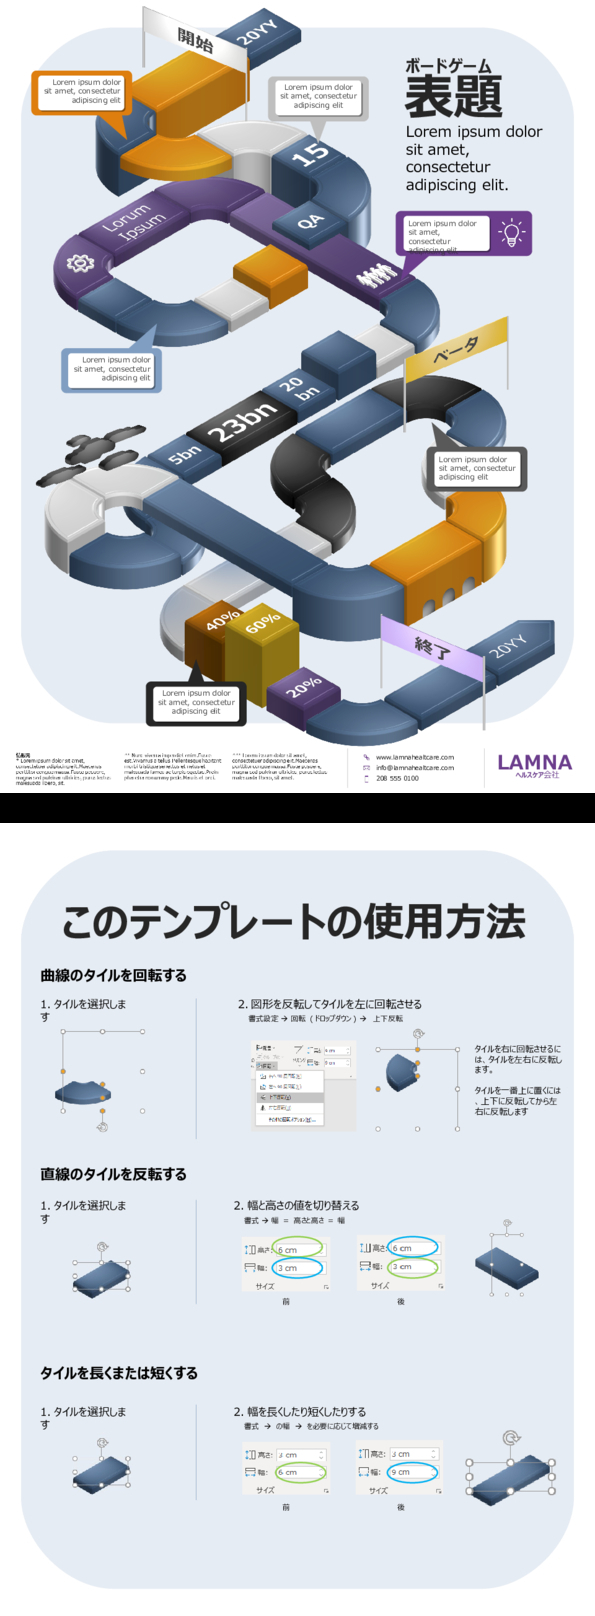 開始
20YY
Lorem ipsum dolor
sit amet, consectetur
adipiscing elit
Lorem ipsum dolor
sit amet, consectetur
adipiscing elit
ボードゲーム
表題
Lorem ipsum dolor
sit amet,
consectetur
adipiscing elit.
15
QA
Lorum
Ipsum
Lorem ipsum dolor
sit amet,
consectetur
adipiscing elit
Lorem ipsum dolor
sit amet, consectetur
adipiscing elit
ベータ
20
bn
23bn
5bn
Lorem ipsum dolor
sit amet, consectetur
adipiscing elit
40%
60%
20%
終了
20YY
Lorem ipsum dolor
sit amet, consectetur
adipiscing elit
www.lamnahealtcare.com
info@lamnahealtcare.com
208 555 0100
LAMNA
ヘルスケア会社
このテンプレートの使用方法
曲線のタイルを回転する
1. タイルを選択しま
す
2. 図形を反転してタイルを左に回転させる
書式設定 → 回転 (ドロップダウン) → 上下反転
タイルを右に回転させるに
は、タイルを左右に反転し
ます。
タイルを一番上に置くには
、上下に反転してから左
右に反転します
直線のタイルを反転する
1. タイルを選択しま
す
2. 幅と高さの値を切り替える
書式 → 幅 = 高さと高さ = 幅
高さ: 6 cm
幅: 3 cm
サイズ
前
高さ: 6 cm
幅: 3 cm
サイズ
後
タイルを長くまたは短くする
1. タイルを選択しま
す
2. 幅を長くしたり短くしたりする
書式 → の幅 → を必要に応じて増減する
高さ: 3 cm
幅: 6 cm
サイズ
前
高さ: 3 cm
幅: 9 cm
サイズ
後